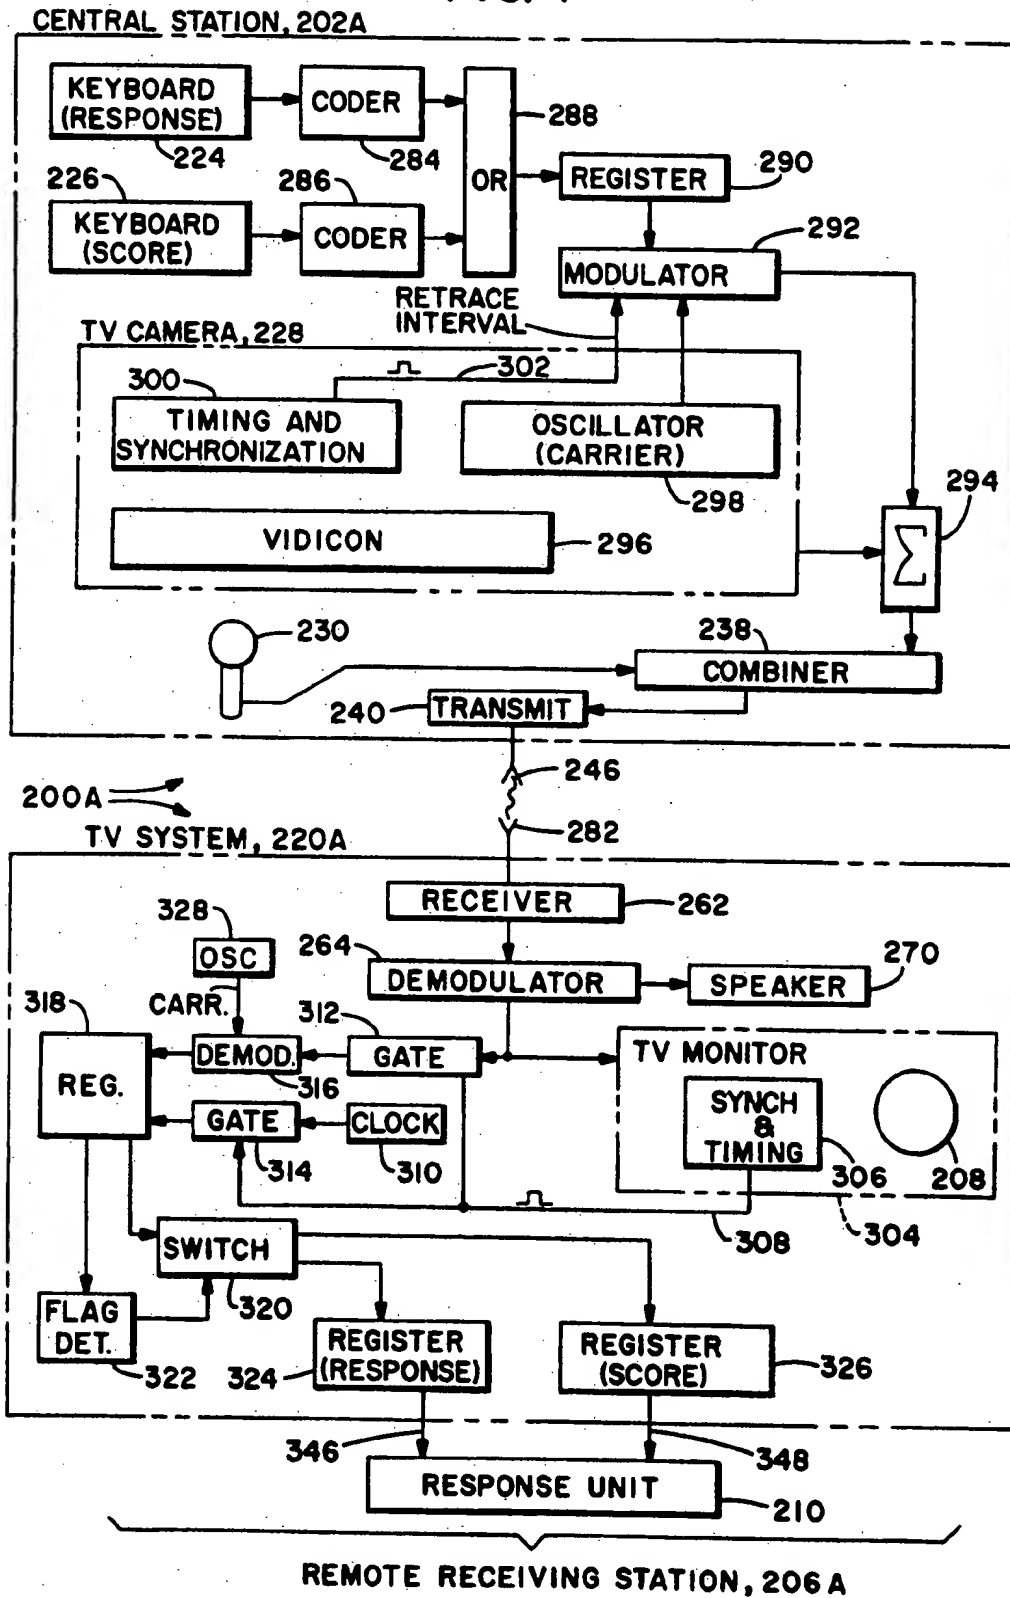 CENTRAL STATION, 202A
KEYBOARD
(RESPONSE)
224
CODER
284
288
OR
REGISTER
290
226
KEYBOARD
(SCORE)
286
CODER
292
MODULATOR
RETRACE
INTERVAL
TV CAMERA, 228
300
302
TIMING AND
SYNCHRONIZATION
OSCILLATOR
(CARRIER)
298
294
Σ
VIDICON
296
230
238
COMBINER
240
TRANSMIT
246
200A
282
TV SYSTEM, 220A
RECEIVER
262
328
OSC
264
DEMODULATOR
270
SPEAKER
CARR.
318
REG.
312
DEMOD.
316
GATE
TV MONITOR
SYNCH
&
TIMING
306
208
GATE
314
CLOCK
310
308
304
SWITCH
320
FLAG
DET.
322
324
REGISTER
(RESPONSE)
REGISTER
(SCORE)
326
346
348
RESPONSE UNIT
210
REMOTE RECEIVING STATION, 206A